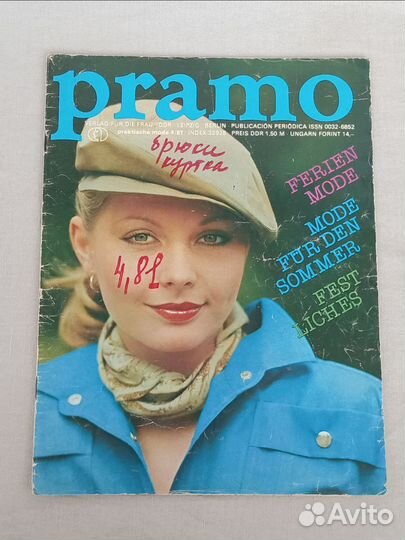 pramo
VERLAG FÜR DIE FRAU · DDR · LEIPZIG · BERLIN · PUBLICACIÓN PERIÓDICA ISSN 0032-6852
praktische mode 4/81 · INDEX 32928 PREIS DDR 1,50 M · UNGARN FORINT 14,–
брюки
куртка
FERIEN
MODE
MODE
FÜR DEN
SOMMER
4,81
FEST
LICHES
Avito